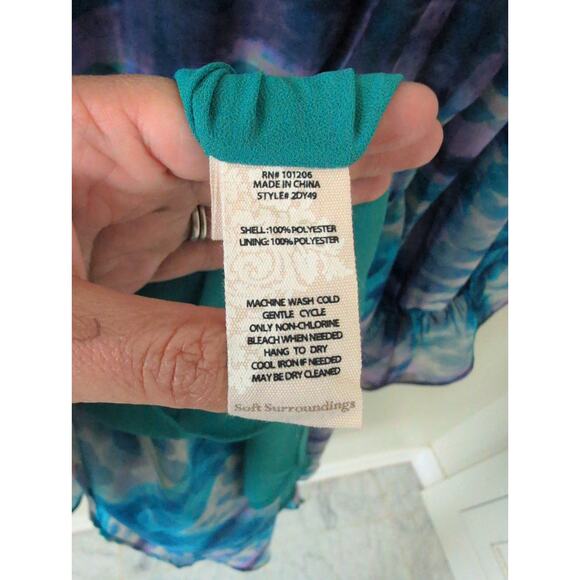 RN# 101206
MADE IN CHINA
STYLE# 2DY49
SHELL:100% POLYESTER
LINING: 100% POLYESTER
MACHINE WASH COLD
GENTLE CYCLE
ONLY NON-CHLORINE
BLEACH WHEN NEEDED
HANG TO DRY
COOL IRON IF NEEDED
MAY BE DRY CLEANED
Soft Surroundings